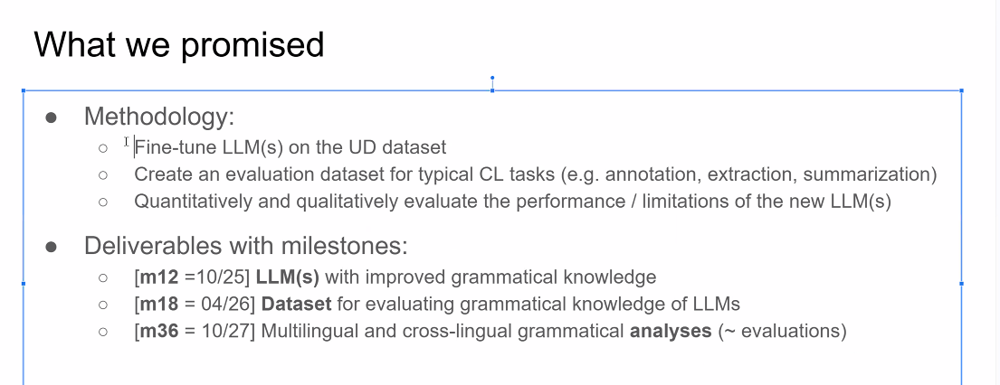 What we promised
● Methodology:
○ Fine-tune LLM(s) on the UD dataset
○ Create an evaluation dataset for typical CL tasks (e.g. annotation, extraction, summarization)
○ Quantitatively and qualitatively evaluate the performance / limitations of the new LLM(s)
● Deliverables with milestones:
○ [m12 =10/25] LLM(s) with improved grammatical knowledge
○ [m18 = 04/26] Dataset for evaluating grammatical knowledge of LLMs
○ [m36 = 10/27] Multilingual and cross-lingual grammatical analyses (~ evaluations)